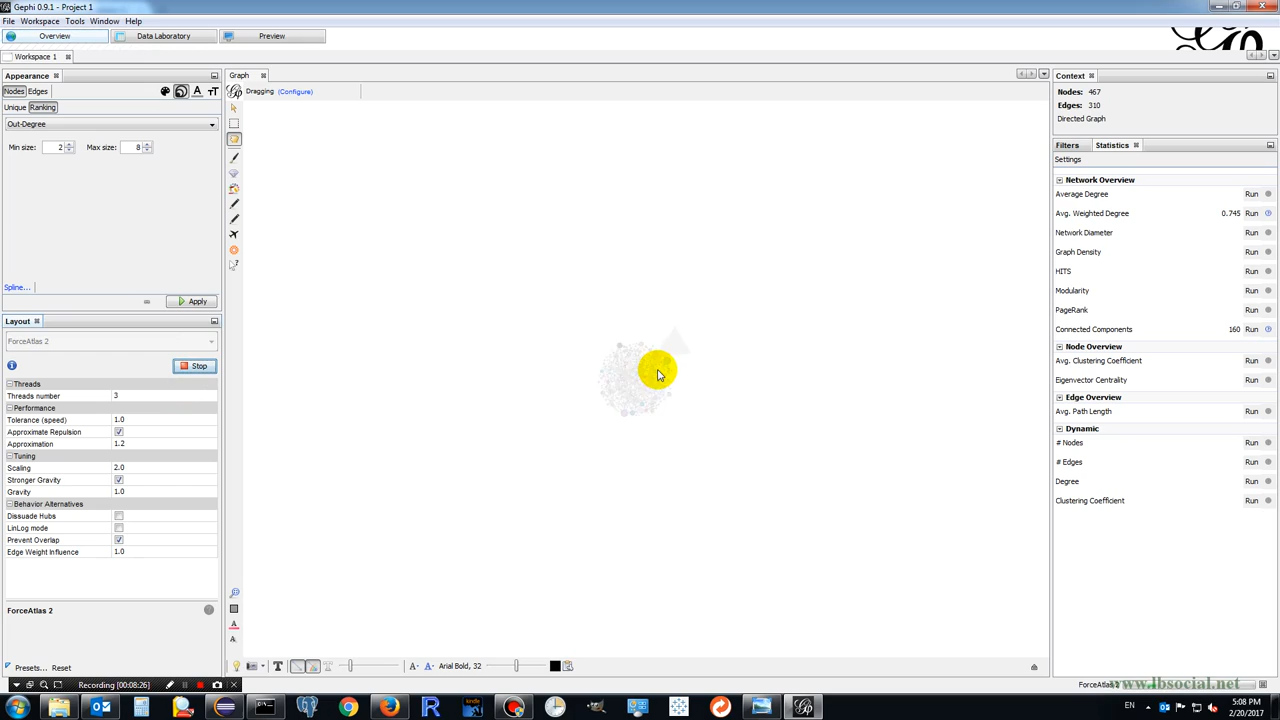 Gephi 0.9.1 - Project 1
File Workspace Tools Window Help
Overview Data Laboratory Preview
Workspace 1
Appearance
Nodes Edges
Unique Ranking
Out-Degree
Min size: 2 Max size: 8
Spline...
Apply
Layout
ForceAtlas 2
Stop
Threads
Threads number 3
Performance
Tolerance (speed) 1.0
Approximate Repulsion
Approximation 1.2
Tuning
Scaling 2.0
Stronger Gravity
Gravity 1.0
Behavior Alternatives
Dissuade Hubs
LinLog mode
Prevent Overlap
Edge Weight Influence 1.0
ForceAtlas 2
Presets... Reset
Graph
Dragging (Configure)
Arial Bold, 32
Context
Nodes: 467
Edges: 310
Directed Graph
Filters Statistics
Settings
Network Overview
Average Degree Run
Avg. Weighted Degree 0.745 Run
Network Diameter Run
Graph Density Run
HITS Run
Modularity Run
PageRank Run
Connected Components 160 Run
Node Overview
Avg. Clustering Coefficient Run
Eigenvector Centrality Run
Edge Overview
Avg. Path Length Run
Dynamic
# Nodes Run
# Edges Run
Degree Run
Clustering Coefficient Run
ForceAtlas 2
www.lbsocial.net
Recording [00:08:26]
EN
5:08 PM
2/20/2017